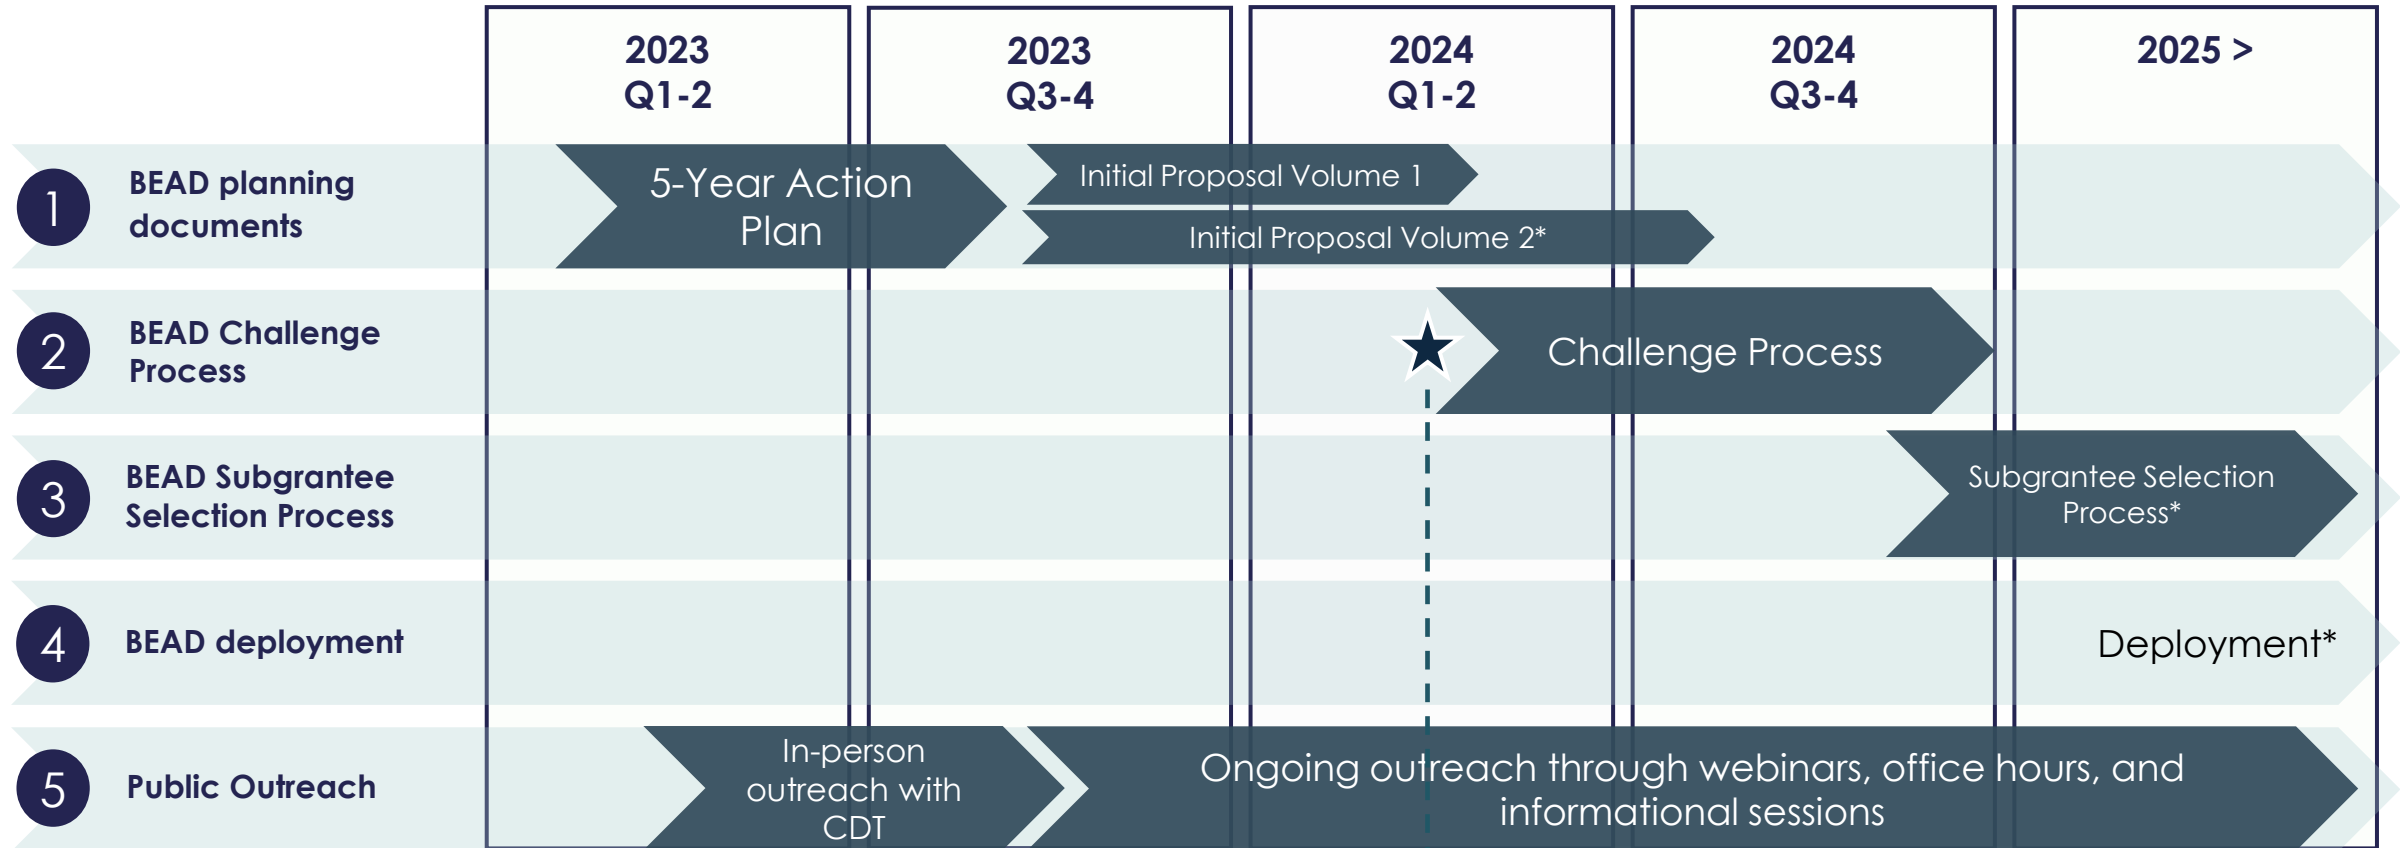 2023
Q1-2
2023
Q3-4
2024
Q1-2
2024
Q3-4
2025 >
1
BEAD planning
documents
5-Year Action
Plan
Initial Proposal Volume 1
Initial Proposal Volume 2*
2
BEAD Challenge
Process
Challenge Process
3
BEAD Subgrantee
Selection Process
Subgrantee Selection
Process*
4
BEAD deployment
Deployment*
5
Public Outreach
In-person
outreach with
CDT
Ongoing outreach through webinars, office hours, and
informational sessions